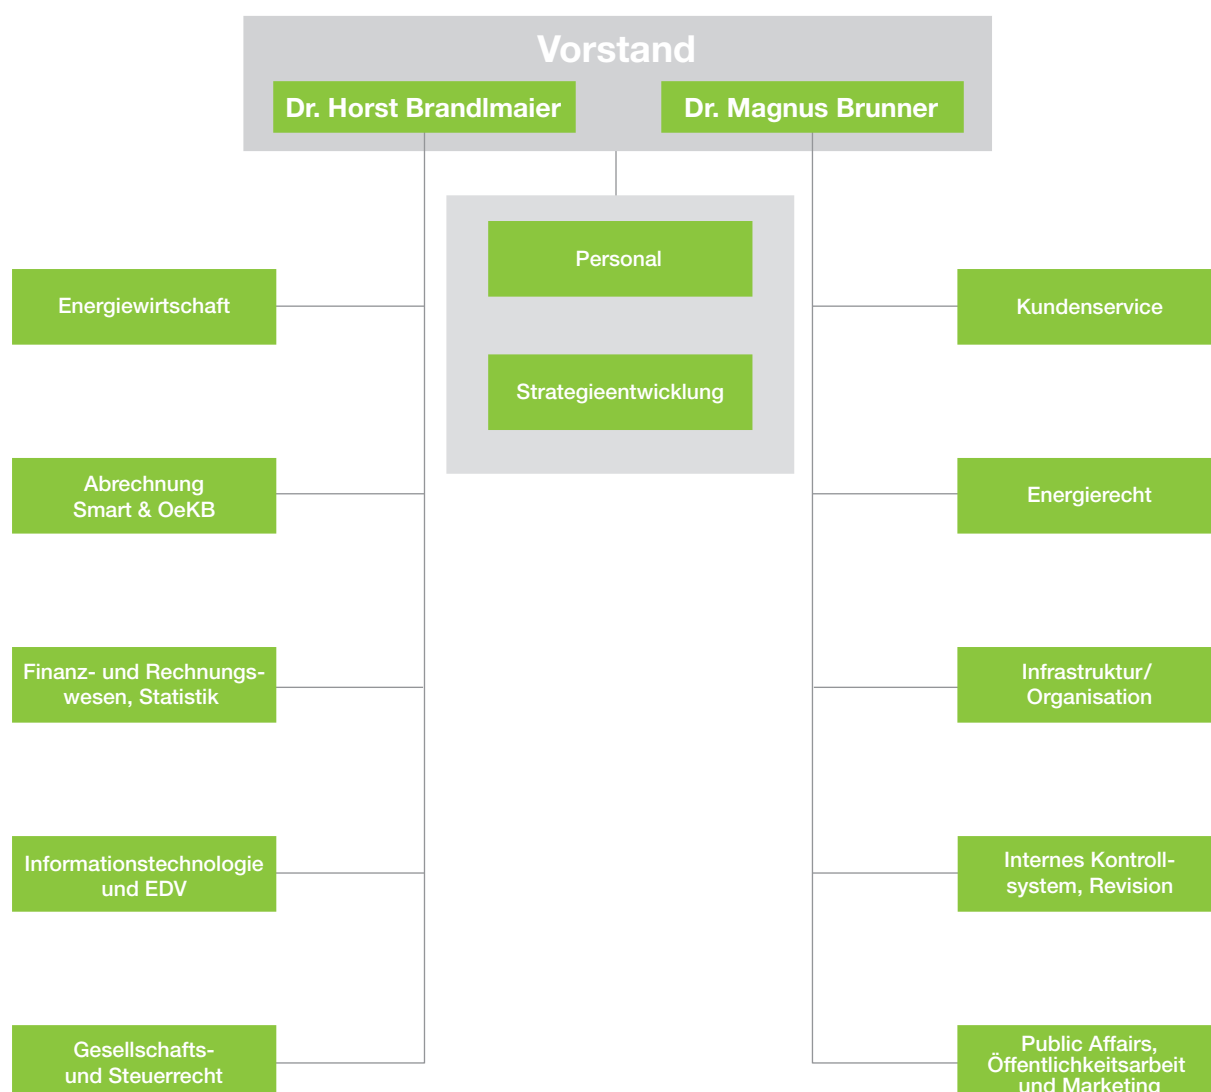 Vorstand
Dr. Horst Brandlmaier
Dr. Magnus Brunner
Personal
Strategieentwicklung
Energiewirtschaft
Abrechnung
Smart & OeKB
Finanz- und Rechnungs-
wesen, Statistik
Informationstechnologie
und EDV
Gesellschafts-
und Steuerrecht
Kundenservice
Energierecht
Infrastruktur/
Organisation
Internes Kontroll-
system, Revision
Public Affairs,
Öffentlichkeitsarbeit
und Marketing